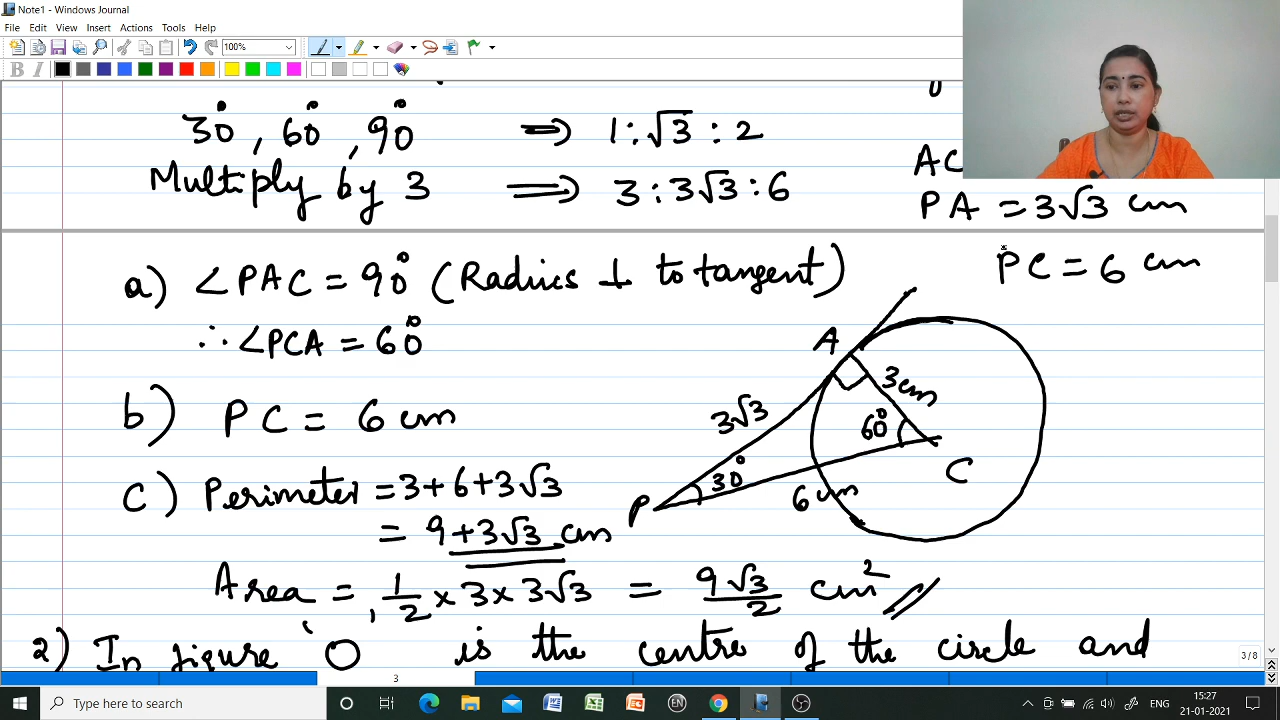 Note1 - Windows Journal
File Edit View Insert Actions Tools Help
100%
B I
30°, 60°, 90° ⇒ 1 : √3 : 2
Multiply by 3 ⇒ 3 : 3√3 : 6
AC
PA = 3√3 cm
PC = 6 cm
a) ∠PAC = 90° (Radius ⊥ to tangent)
∴ ∠PCA = 60°
b) PC = 6 cm
c) Perimeter = 3+6+3√3
= 9+3√3 cm
Area = 1/2 × 3 × 3√3 = 9√3/2 cm²
A
3cm
3√3
60°
30°
C
P
6 cm
2) In figure 'O' is the centre of the circle and
3/8
3
Type here to search
EN
ENG
15:27
21-01-2021